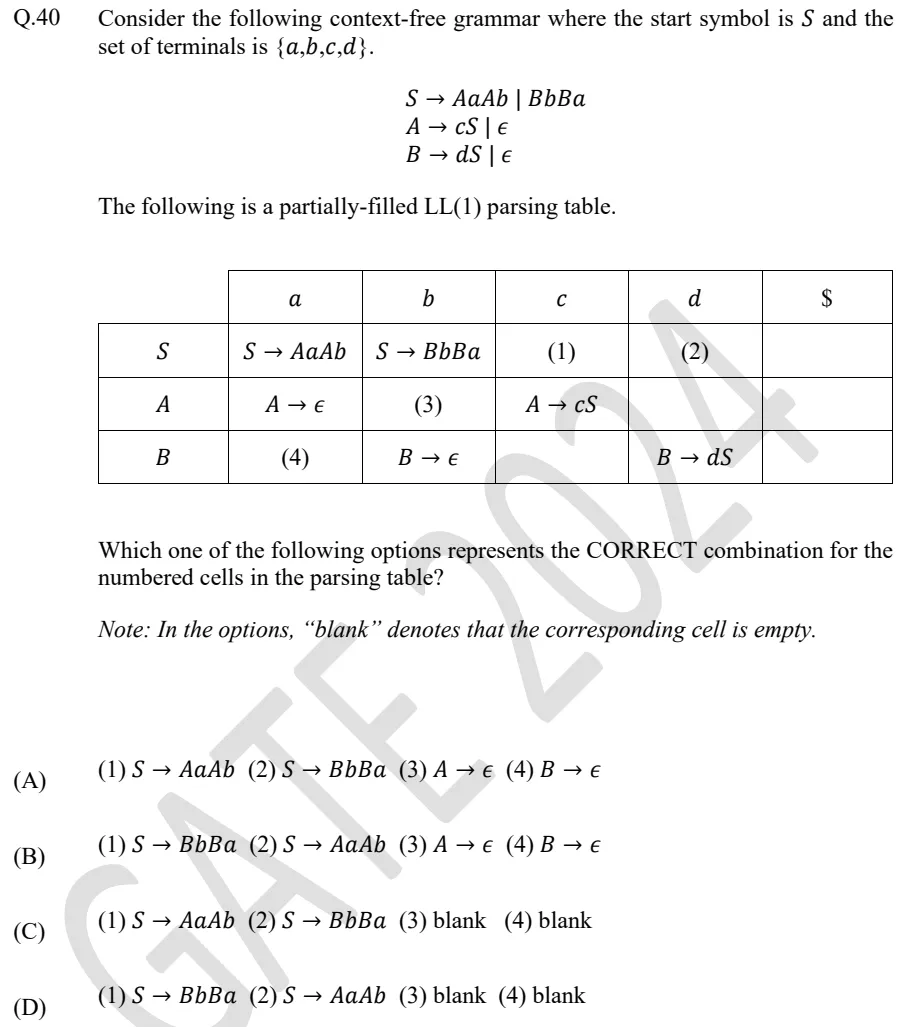 Q.40 Consider the following context-free grammar where the start symbol is S and the
set of terminals is {a,b,c,d}.
S → AaAb | BbBa
A → cS | ϵ
B → dS | ϵ
The following is a partially-filled LL(1) parsing table.
a b c d $
S S → AaAb S → BbBa (1) (2)
A A → ϵ (3) A → cS
B (4) B → ϵ B → dS
Which one of the following options represents the CORRECT combination for the
numbered cells in the parsing table?
Note: In the options, “blank” denotes that the corresponding cell is empty.
(A) (1) S → AaAb (2) S → BbBa (3) A → ϵ (4) B → ϵ
(B) (1) S → BbBa (2) S → AaAb (3) A → ϵ (4) B → ϵ
(C) (1) S → AaAb (2) S → BbBa (3) blank (4) blank
(D) (1) S → BbBa (2) S → AaAb (3) blank (4) blank
GATE 2024